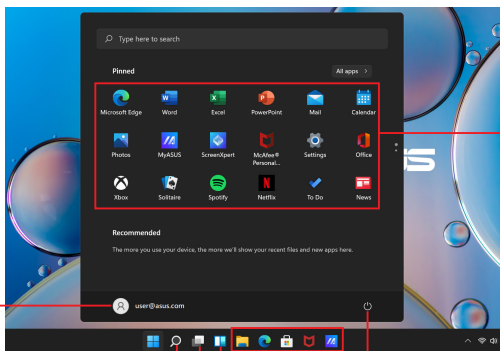 Type here to search
Pinned
All apps >
Microsoft Edge Word Excel PowerPoint Mail Calendar
Photos MyASUS ScreenXpert McAfee® Personal... Settings Office
Xbox Solitaire Spotify Netflix To Do News
Recommended
The more you use your device, the more we'll show your recent files and new apps here.
user@asus.com